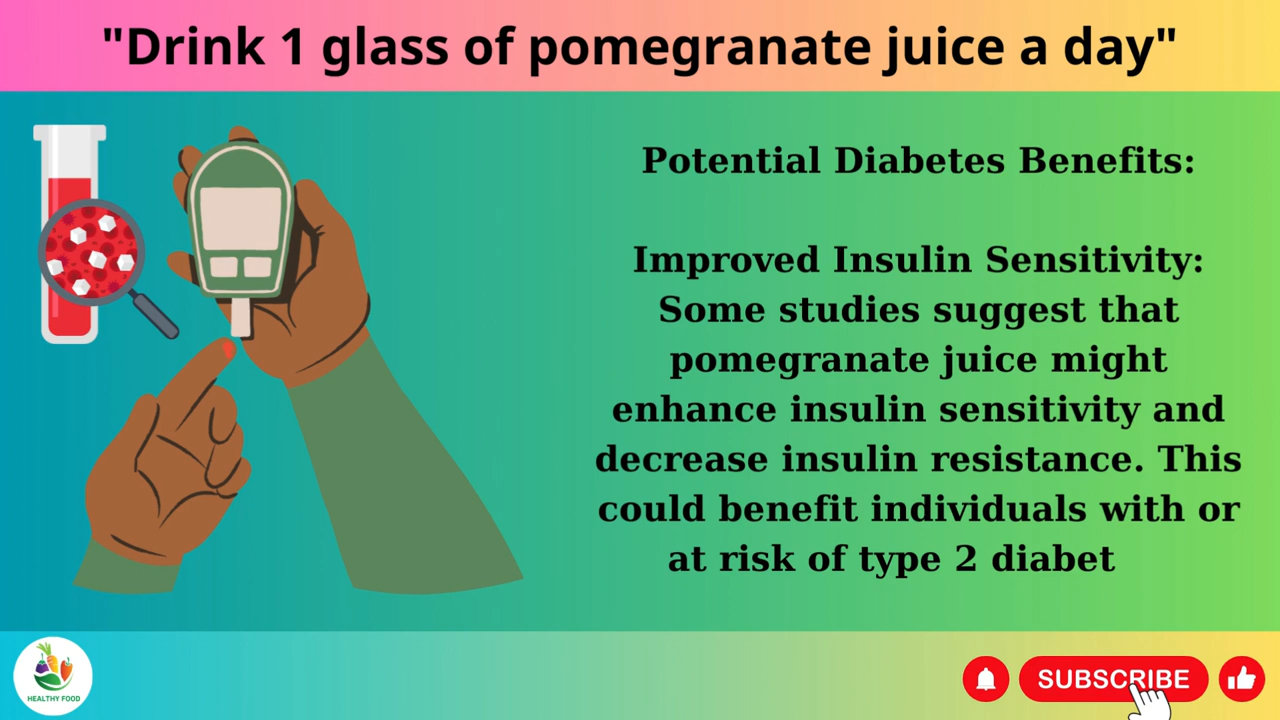 "Drink 1 glass of pomegranate juice a day"
Potential Diabetes Benefits:
Improved Insulin Sensitivity:
Some studies suggest that
pomegranate juice might
enhance insulin sensitivity and
decrease insulin resistance. This
could benefit individuals with or
at risk of type 2 diabet
HEALTHY FOOD
SUBSCRIBE